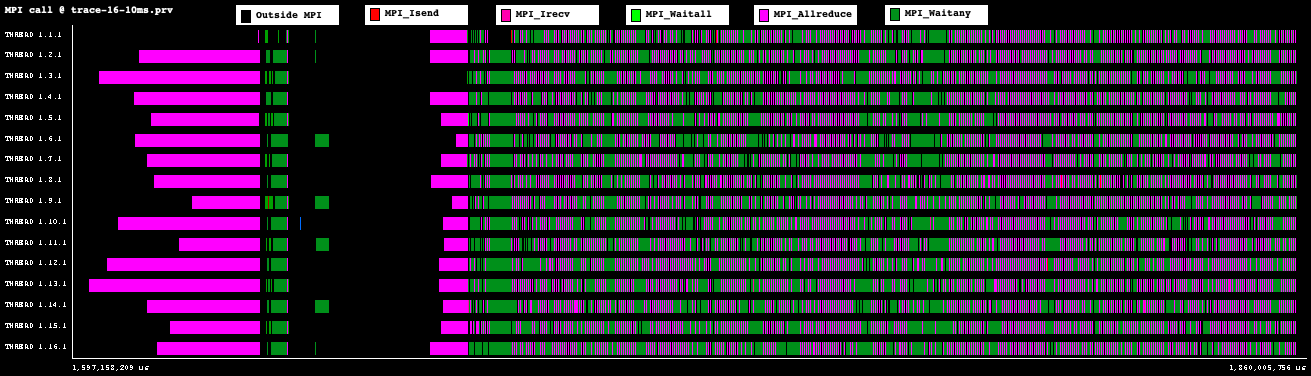 MPI call @ trace-16-10ms.prv
Outside MPI
MPI_Isend
MPI_Irecv
MPI_Waitall
MPI_Allreduce
MPI_Waitany
THREAD 1.1.1
THREAD 1.2.1
THREAD 1.3.1
THREAD 1.4.1
THREAD 1.5.1
THREAD 1.6.1
THREAD 1.7.1
THREAD 1.8.1
THREAD 1.9.1
THREAD 1.10.1
THREAD 1.11.1
THREAD 1.12.1
THREAD 1.13.1
THREAD 1.14.1
THREAD 1.15.1
THREAD 1.16.1
1,597,158,209 us
1,860,005,756 us